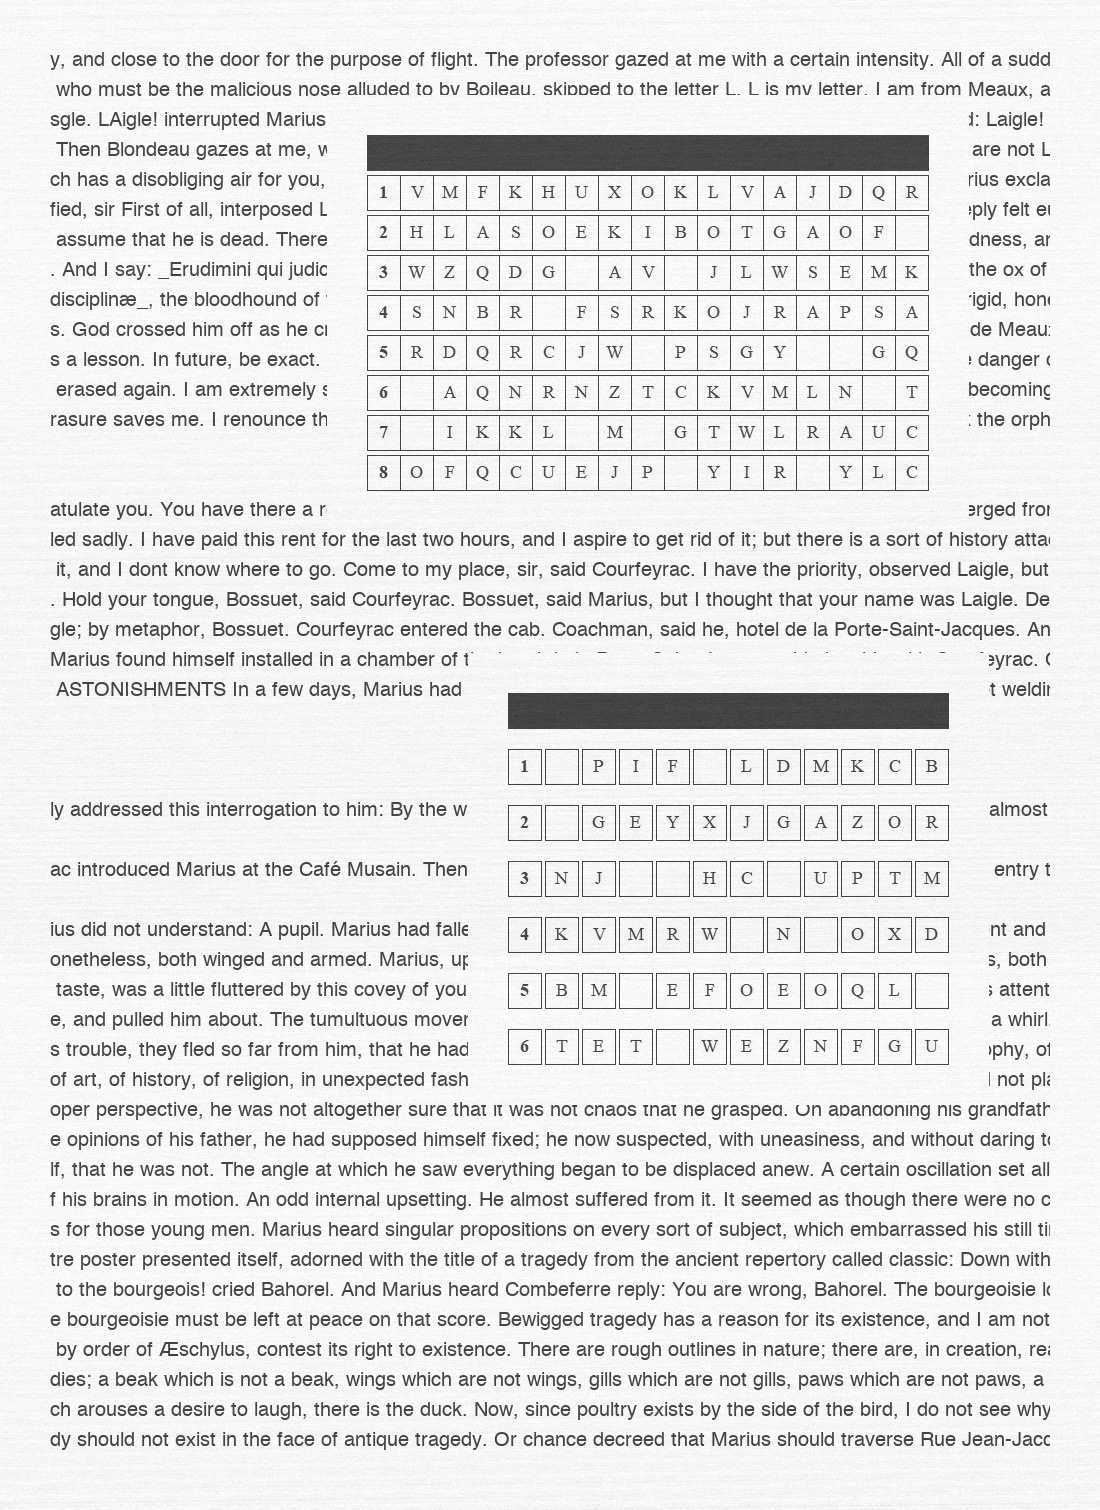 y, and close to the door for the purpose of flight. The professor gazed at me with a certain intensity. All of a sudd
who must be the malicious nose alluded to by Boileau, skipped to the letter L. L is my letter. I am from Meaux, a
sgle. LAigle! interrupted Marius d: Laigle!
Then Blondeau gazes at me, w are not L
ch has a disobliging air for you, rius excla
fied, sir First of all, interposed L ply felt eu
assume that he is dead. There dness, an
. And I say: _Erudimini qui judic the ox of
disciplinæ_, the bloodhound of rigid, hone
s. God crossed him off as he cr de Meaux
s a lesson. In future, be exact. danger o
erased again. I am extremely s becoming
rasure saves me. I renounce th the orph
1 V M F K H U X O K L V A J D Q R
2 H L A S O E K I B O T G A O F
3 W Z Q D G A V J L W S E M K
4 S N B R F S R K O J R A P S A
5 R D Q R C J W P S G Y G Q
6 A Q N R N Z T C K V M L N T
7 I K K L M G T W L R A U C
8 O F Q C U E J P Y I R Y L C
atulate you. You have there a r erged from
led sadly. I have paid this rent for the last two hours, and I aspire to get rid of it; but there is a sort of history atta
it, and I dont know where to go. Come to my place, sir, said Courfeyrac. I have the priority, observed Laigle, but
. Hold your tongue, Bossuet, said Courfeyrac. Bossuet, said Marius, but I thought that your name was Laigle. De
gle; by metaphor, Bossuet. Courfeyrac entered the cab. Coachman, said he, hotel de la Porte-Saint-Jacques. An
Marius found himself installed in a chamber of t eyrac. C
ASTONISHMENTS In a few days, Marius had t weldin
1 P I F L D M K C B
ly addressed this interrogation to him: By the w almost
2 G E Y X J G A Z O R
ac introduced Marius at the Café Musain. Then entry t
3 N J H C U P T M
ius did not understand: A pupil. Marius had falle nt and
4 K V M R W N O X D
onetheless, both winged and armed. Marius, up s, both
taste, was a little fluttered by this covey of you s attent
5 B M E F O E O Q L
e, and pulled him about. The tumultuous mover a whirl.
s trouble, they fled so far from him, that he had ophy, of
6 T E T W E Z N F G U
of art, of history, of religion, in unexpected fash not pla
oper perspective, he was not altogether sure that it was not chaos that he grasped. On abandoning his grandfath
e opinions of his father, he had supposed himself fixed; he now suspected, with uneasiness, and without daring to
lf, that he was not. The angle at which he saw everything began to be displaced anew. A certain oscillation set all
f his brains in motion. An odd internal upsetting. He almost suffered from it. It seemed as though there were no c
s for those young men. Marius heard singular propositions on every sort of subject, which embarrassed his still tir
tre poster presented itself, adorned with the title of a tragedy from the ancient repertory called classic: Down with
to the bourgeois! cried Bahorel. And Marius heard Combeferre reply: You are wrong, Bahorel. The bourgeoisie lo
e bourgeoisie must be left at peace on that score. Bewigged tragedy has a reason for its existence, and I am not
by order of Æschylus, contest its right to existence. There are rough outlines in nature; there are, in creation, rea
dies; a beak which is not a beak, wings which are not wings, gills which are not gills, paws which are not paws, a
ch arouses a desire to laugh, there is the duck. Now, since poultry exists by the side of the bird, I do not see why
dy should not exist in the face of antique tragedy. Or chance decreed that Marius should traverse Rue Jean-Jacq